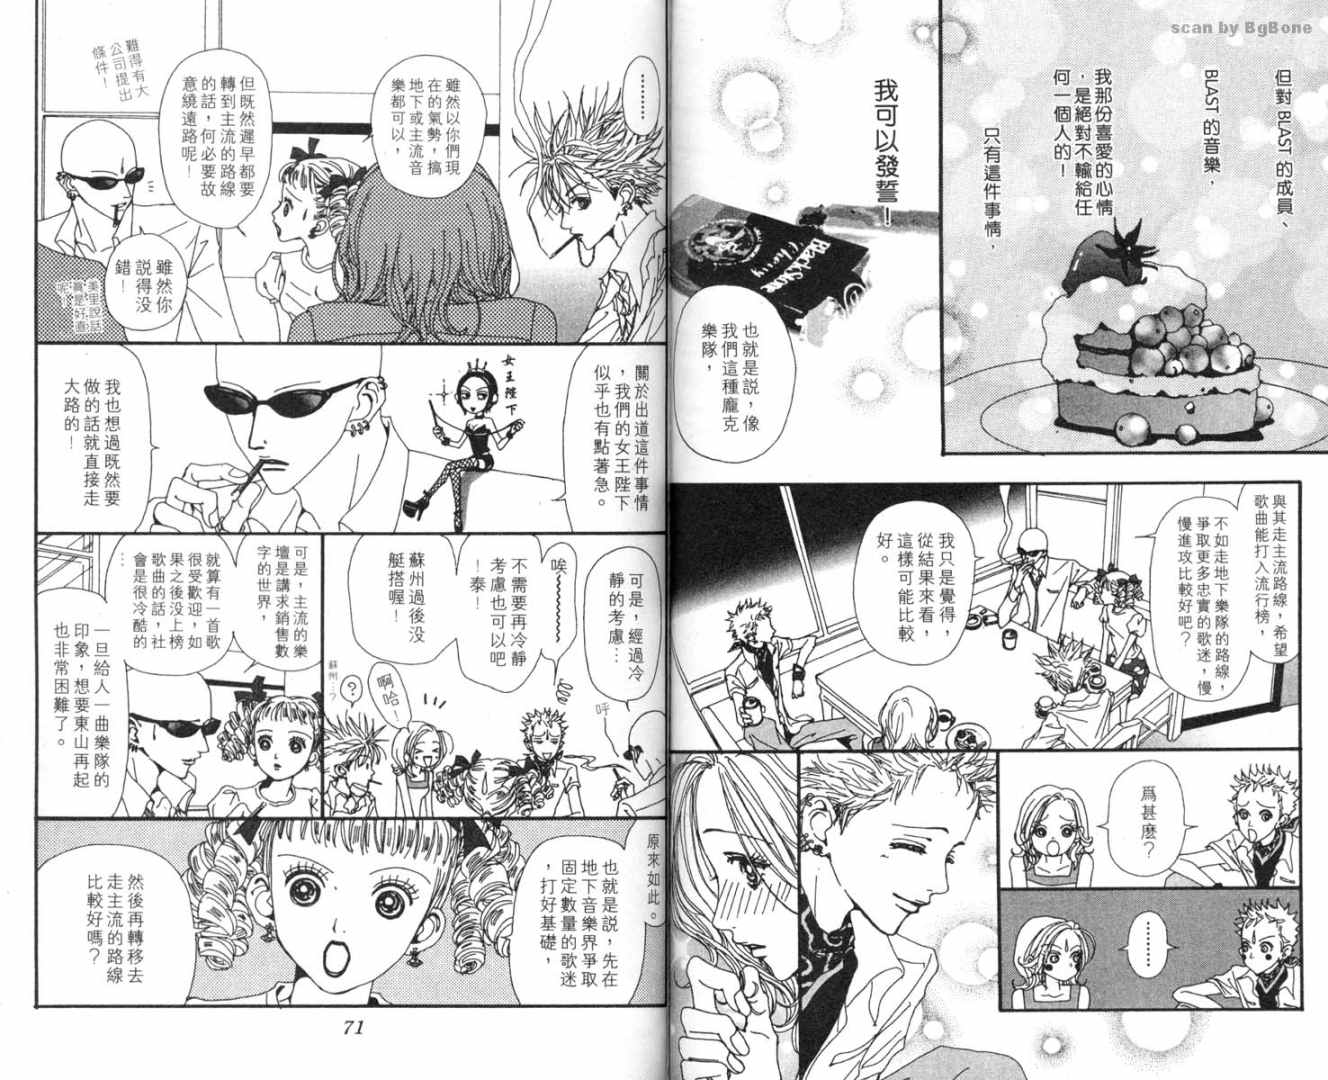 scan by BgBone
但對 BLAST 的成員、
BLAST 的音樂，
我那份喜愛的心情
，是絕對不輸給任
何一個人的！
只有這件事情，
我可以發誓！
Black Stone
Cherry
也就是說，像
我們這種龐克
樂隊，
與其走主流路線，希望
歌曲能打入流行榜，
不如走地下樂隊的路線，
爭取更多忠實的歌迷，慢
慢進攻比較好吧？
我只是覺得，
從結果來看，
這樣可能比較
好。
爲甚麽？
………
………
雖然以你們現
在的氣勢，搞
地下或主流音
樂都可以，
但既然遲早都要
轉到主流的路線
的話，何必要故
意繞遠路呢！
難得有大
公司提出
條件！
雖然你
說得没
錯！
美里說話
真是好直
呢！
關於出道這件事情
，我們的女王陛下
似乎也有點著急。
女王陛下
我也想過既然要
做的話就直接走
大路的！
可是，經過冷
靜的考慮…
唉
不需要再冷靜
考慮也可以吧
！泰！
蘇州過後没
艇搭喔！
呼
啊哈！
?
蘇州…?
可是，主流的樂
壇是講求銷售數
字的世界，
就算有一首歌
很受歡迎，如
果之後没上榜
歌曲的話，社
會是很冷酷的
…
一旦給人一曲樂隊的
印象，想要東山再起
也非常困難了。
原來如此。
也就是說，先在
地下音樂界爭取
固定數量的歌迷
，打好基礎，
然後再轉移去
走主流的路線
比較好嗎？
71